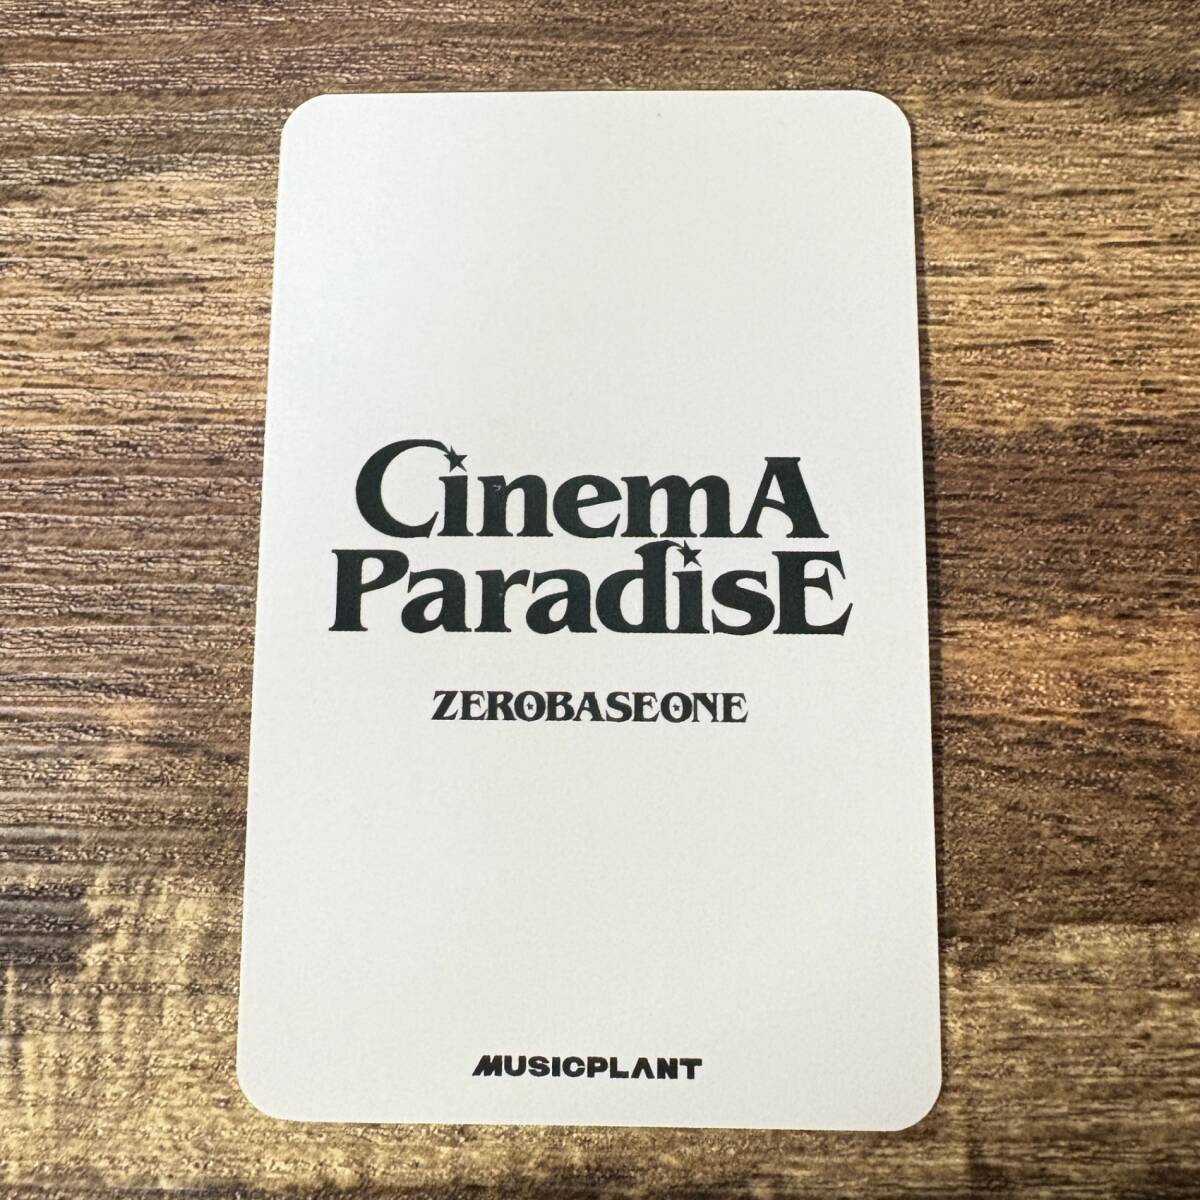 CinemA
ParadisE
ZEROBASEONE
MUSICPLANT